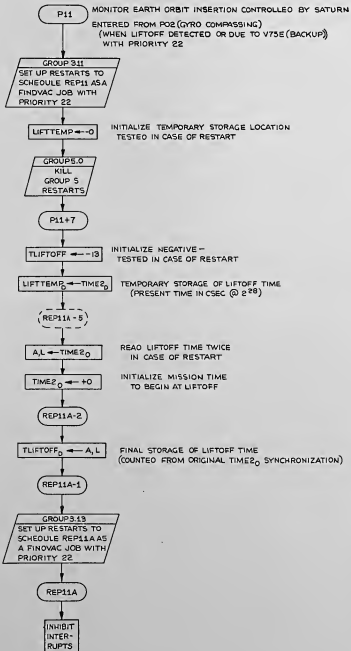 P11
MONITOR EARTH ORBIT INSERTION CONTROLLED BY SATURN
ENTERED FROM P02 (GYRO COMPASSING)
(WHEN LIFTOFF DETECTED OR DUE TO V75E (BACKUP))
WITH PRIORITY 22
GROUP 3.11
SET UP RESTARTS TO
SCHEDULE REP11 AS A
FINDVAC JOB WITH
PRIORITY 22
LIFTTEMP ← -0
INITIALIZE TEMPORARY STORAGE LOCATION
TESTED IN CASE OF RESTART
GROUP 5.0
KILL
GROUP 5
RESTARTS
P11+7
TLIFTOFF ← -13
INITIALIZE NEGATIVE —
TESTED IN CASE OF RESTART
LIFTTEMP₀ ← TIME2₀
TEMPORARY STORAGE OF LIFTOFF TIME
(PRESENT TIME IN CSEC (@ 2²⁸)
REP11A-5
A,L ← TIME2₀
READ LIFTOFF TIME TWICE
IN CASE OF RESTART
TIME2₀ ← +0
INITIALIZE MISSION TIME
TO BEGIN AT LIFTOFF
REP11A-2
TLIFTOFF₀ ← A, L
FINAL STORAGE OF LIFTOFF TIME
(COUNTED FROM ORIGINAL TIME2₀ SYNCHRONIZATION)
REP11A-1
GROUP 3.13
SET UP RESTARTS TO
SCHEDULE REP11A AS
A FINDVAC JOB WITH
PRIORITY 22
REP11A
INHIBIT
INTER-
RUPTS